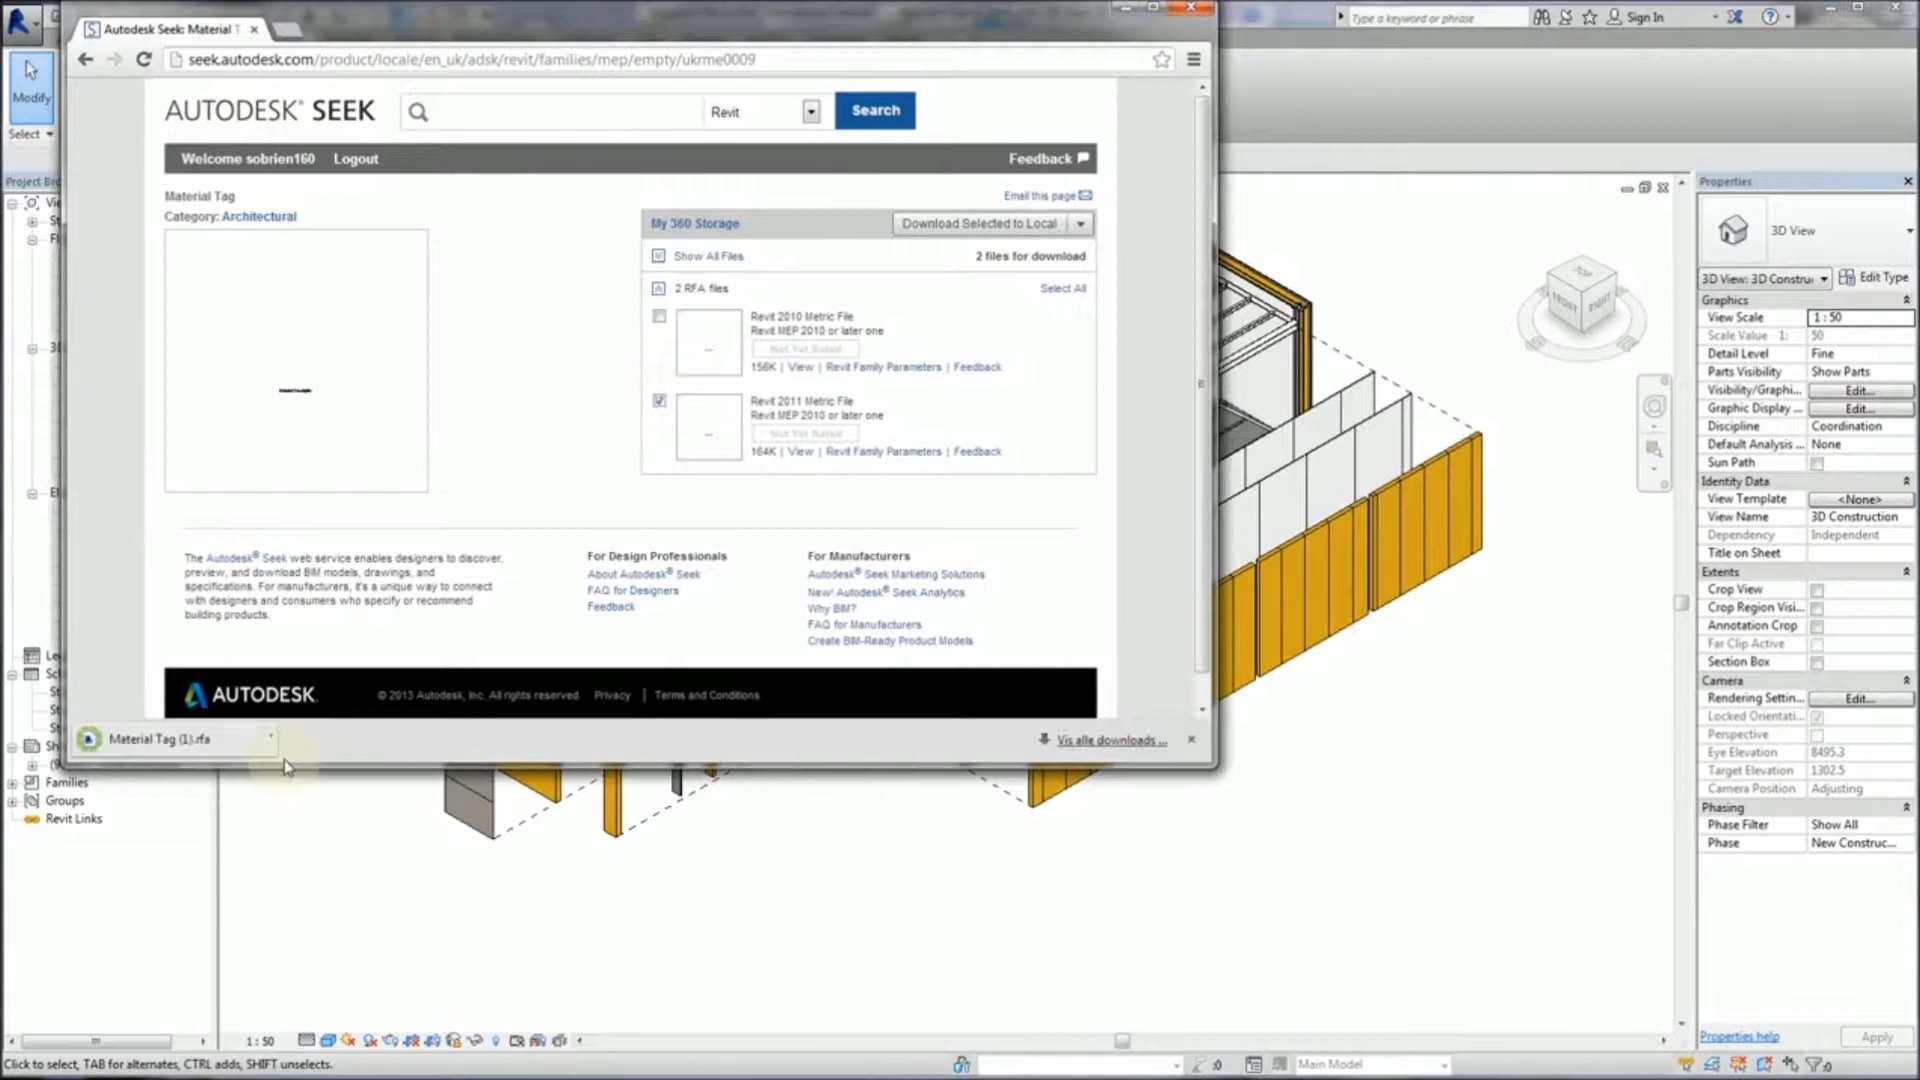 Autodesk Seek: Material T
seek.autodesk.com/product/locale/en_uk/adsk/revit/families/mep/empty/ukrme0009
Type a keyword or phrase
Sign In
Modify
Select
Project Bro
AUTODESK® SEEK
Revit
Search
Welcome sobrien160 Logout
Feedback
Material Tag
Email this page
Category: Architectural
My 360 Storage
Download Selected to Local
Show All Files
2 files for download
2 RFA files
Select All
Revit 2010 Metric File
Revit MEP 2010 or later one
Not Yet Rated
156K | View | Revit Family Parameters | Feedback
Revit 2011 Metric File
Revit MEP 2010 or later one
Not Yet Rated
164K | View | Revit Family Parameters | Feedback
The Autodesk® Seek web service enables designers to discover,
preview, and download BIM models, drawings, and
specifications. For manufacturers, it's a unique way to connect
with designers and consumers who specify or recommend
building products.
For Design Professionals
About Autodesk® Seek
FAQ for Designers
Feedback
For Manufacturers
Autodesk® Seek Marketing Solutions
New! Autodesk® Seek Analytics
Why BIM?
FAQ for Manufacturers
Create BIM-Ready Product Models
AUTODESK.
© 2013 Autodesk, Inc. All rights reserved. Privacy | Terms and Conditions
Material Tag (1).rfa
Vis alle downloads ...
Families
Groups
Revit Links
TOP
FRONT
RIGHT
Properties
3D View
3D View: 3D Constru
Edit Type
Graphics
View Scale 1 : 50
Scale Value 1: 50
Detail Level Fine
Parts Visibility Show Parts
Visibility/Graphi... Edit...
Graphic Display ... Edit...
Discipline Coordination
Default Analysis ... None
Sun Path
Identity Data
View Template <None>
View Name 3D Construction
Dependency Independent
Title on Sheet
Extents
Crop View
Crop Region Visi...
Annotation Crop
Far Clip Active
Section Box
Camera
Rendering Settin... Edit...
Locked Orientati...
Perspective
Eye Elevation 8495.3
Target Elevation 1302.5
Camera Position Adjusting
Phasing
Phase Filter Show All
Phase New Construc...
Properties help
Apply
1 : 50
Click to select, TAB for alternates, CTRL adds, SHIFT unselects.
:0
Main Model
:0